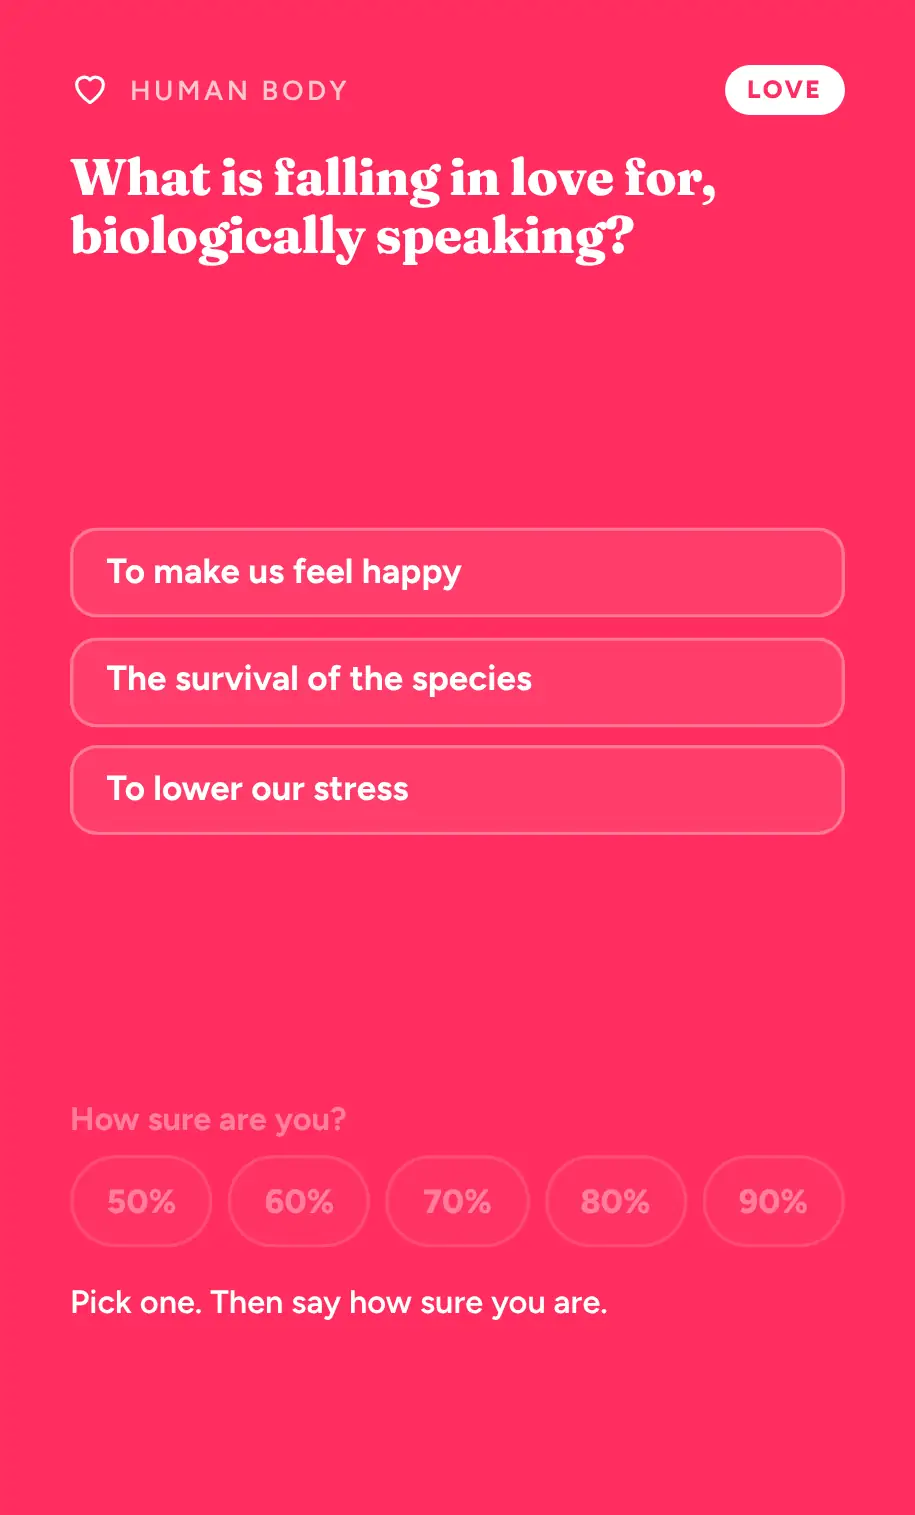 HUMAN BODY
LOVE
What is falling in love for,
biologically speaking?
To make us feel happy
The survival of the species
To lower our stress
How sure are you?
50%
60%
70%
80%
90%
Pick one. Then say how sure you are.